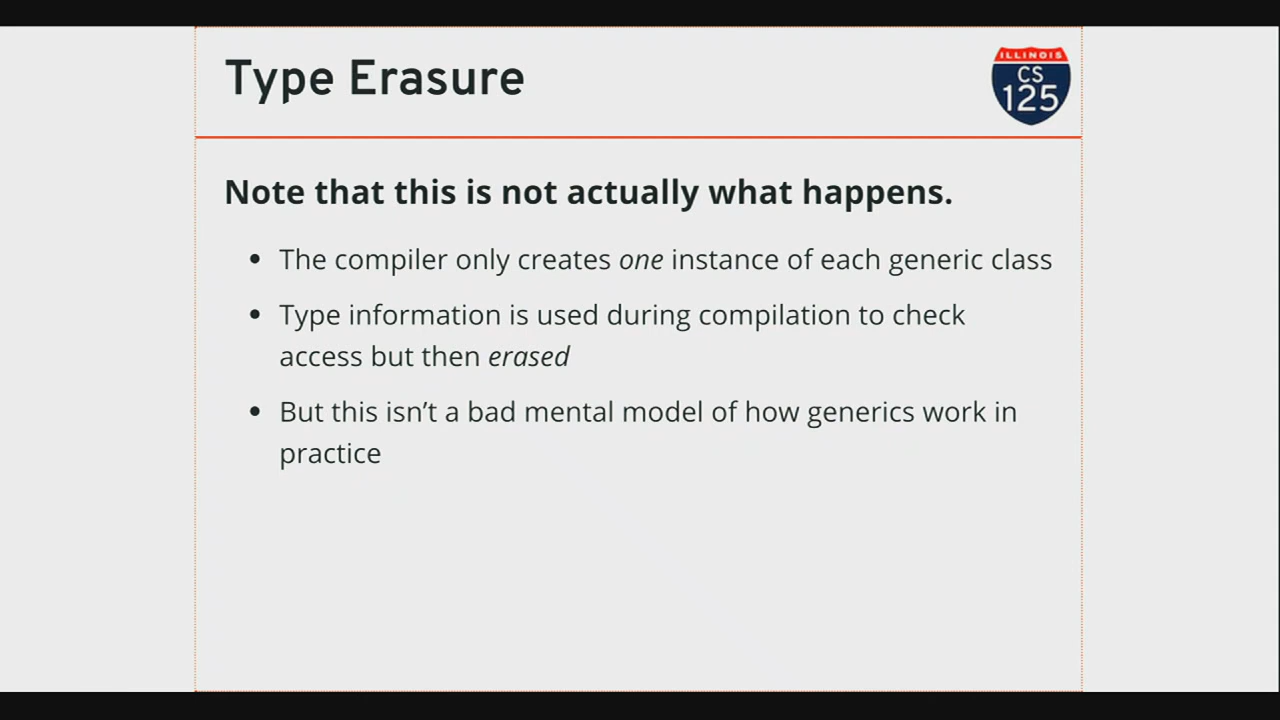 Type Erasure
ILLINOIS
CS
125
Note that this is not actually what happens.
• The compiler only creates one instance of each generic class
• Type information is used during compilation to check
access but then erased
• But this isn’t a bad mental model of how generics work in
practice